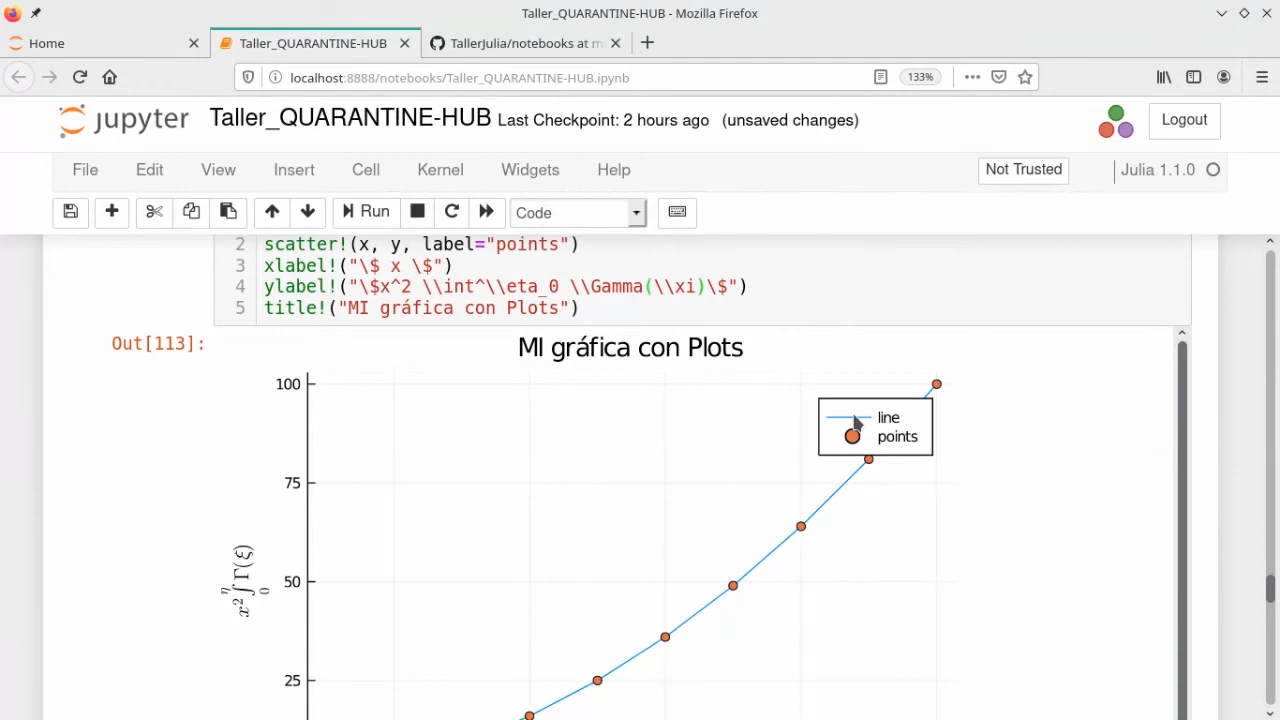 Taller_QUARANTINE-HUB - Mozilla Firefox
Home
Taller_QUARANTINE-HUB
TallerJulia/notebooks at m
localhost:8888/notebooks/Taller_QUARANTINE-HUB.ipynb
133%
jupyter Taller_QUARANTINE-HUB Last Checkpoint: 2 hours ago (unsaved changes)
Logout
File Edit View Insert Cell Kernel Widgets Help
Not Trusted
Julia 1.1.0
Run
Code
2 scatter!(x, y, label="points")
3 xlabel!("\$ x \$")
4 ylabel!("\$x^2 \\int^\\eta_0 \\Gamma(\\xi)\$")
5 title!("MI gráfica con Plots")
Out[113]:
MI gráfica con Plots
100
line
points
75
x² ∫₀^η Γ(ξ)
50
25